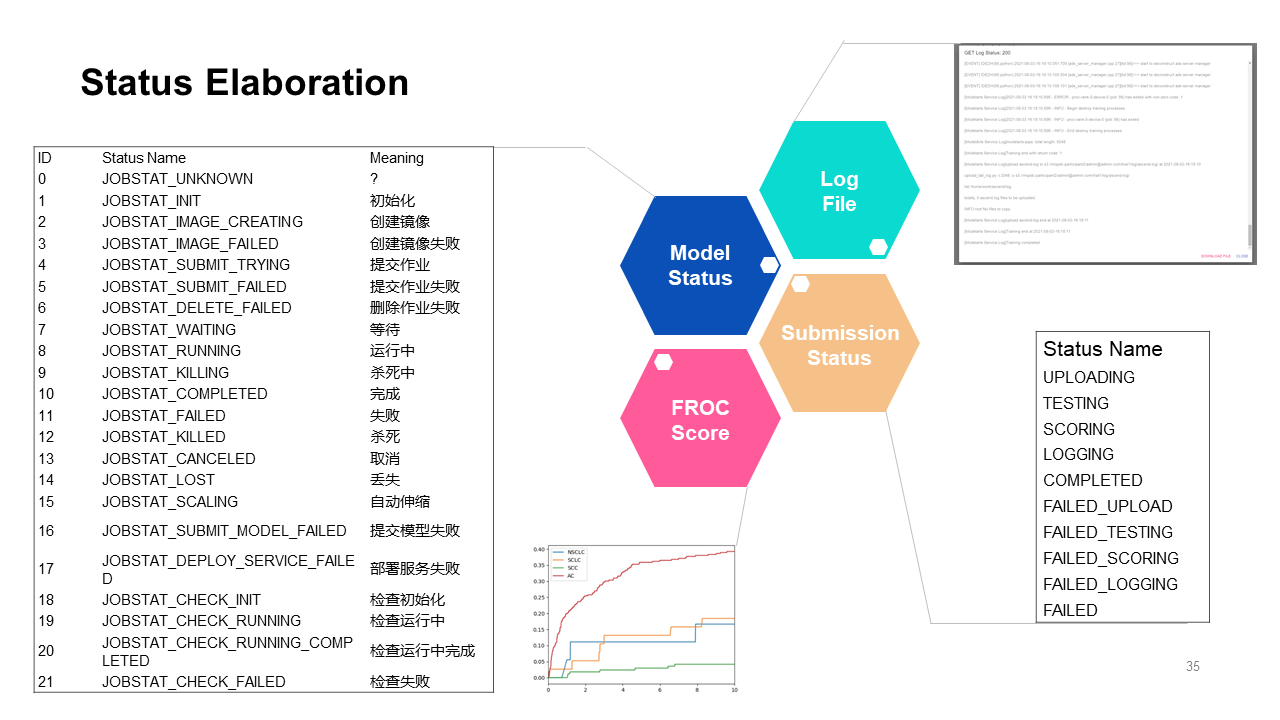 Status Elaboration
ID Status Name Meaning
0 JOBSTAT_UNKNOWN ?
1 JOBSTAT_INIT 初始化
2 JOBSTAT_IMAGE_CREATING 创建镜像
3 JOBSTAT_IMAGE_FAILED 创建镜像失败
4 JOBSTAT_SUBMIT_TRYING 提交作业
5 JOBSTAT_SUBMIT_FAILED 提交作业失败
6 JOBSTAT_DELETE_FAILED 删除作业失败
7 JOBSTAT_WAITING 等待
8 JOBSTAT_RUNNING 运行中
9 JOBSTAT_KILLING 杀死中
10 JOBSTAT_COMPLETED 完成
11 JOBSTAT_FAILED 失败
12 JOBSTAT_KILLED 杀死
13 JOBSTAT_CANCELED 取消
14 JOBSTAT_LOST 丢失
15 JOBSTAT_SCALING 自动伸缩
16 JOBSTAT_SUBMIT_MODEL_FAILED 提交模型失败
17 JOBSTAT_DEPLOY_SERVICE_FAILE
D 部署服务失败
18 JOBSTAT_CHECK_INIT 检查初始化
19 JOBSTAT_CHECK_RUNNING 检查运行中
20 JOBSTAT_CHECK_RUNNING_COMP
LETED 检查运行中完成
21 JOBSTAT_CHECK_FAILED 检查失败
Model
Status
Log
File
Submission
Status
FROC
Score
GET Log Status: 200
DOWNLOAD FILE CLOSE
Status Name
UPLOADING
TESTING
SCORING
LOGGING
COMPLETED
FAILED_UPLOAD
FAILED_TESTING
FAILED_SCORING
FAILED_LOGGING
FAILED
NSCLC
SCLC
SCC
AC
0.40
0.35
0.30
0.25
0.20
0.15
0.10
0.05
0.00
0 2 4 6 8 10
35